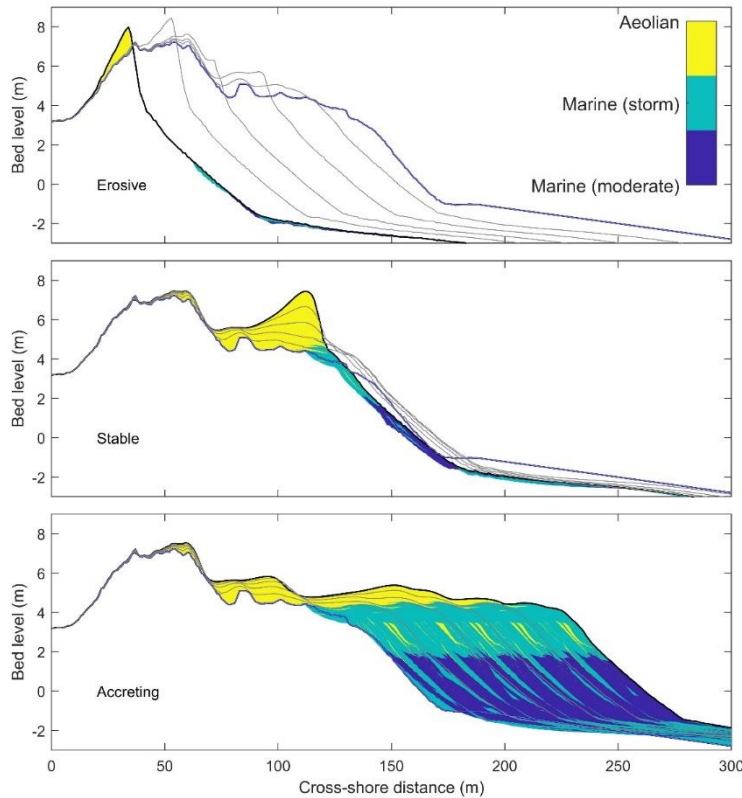 8
6
4
2
0
-2
Bed level (m)
Erosive
Aeolian
Marine (storm)
Marine (moderate)
8
6
4
2
0
-2
Bed level (m)
Stable
8
6
4
2
0
-2
Bed level (m)
Accreting
0 50 100 150 200 250 300
Cross-shore distance (m)